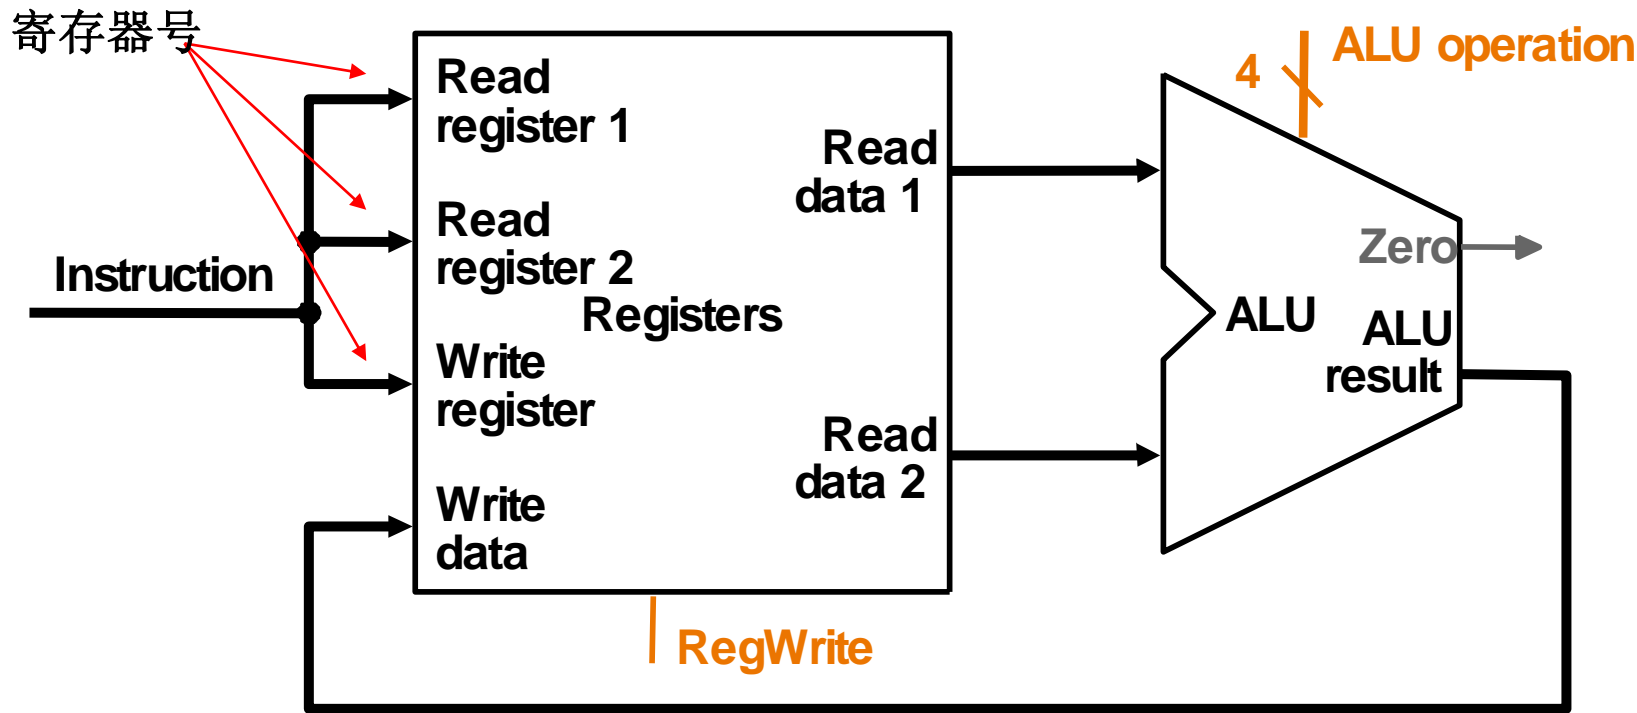 寄存器号
Read
register 1
Read
register 2
Write
register
Write
data
Instruction
Registers
Read
data 1
Read
data 2
RegWrite
4
ALU operation
Zero
ALU
ALU
result